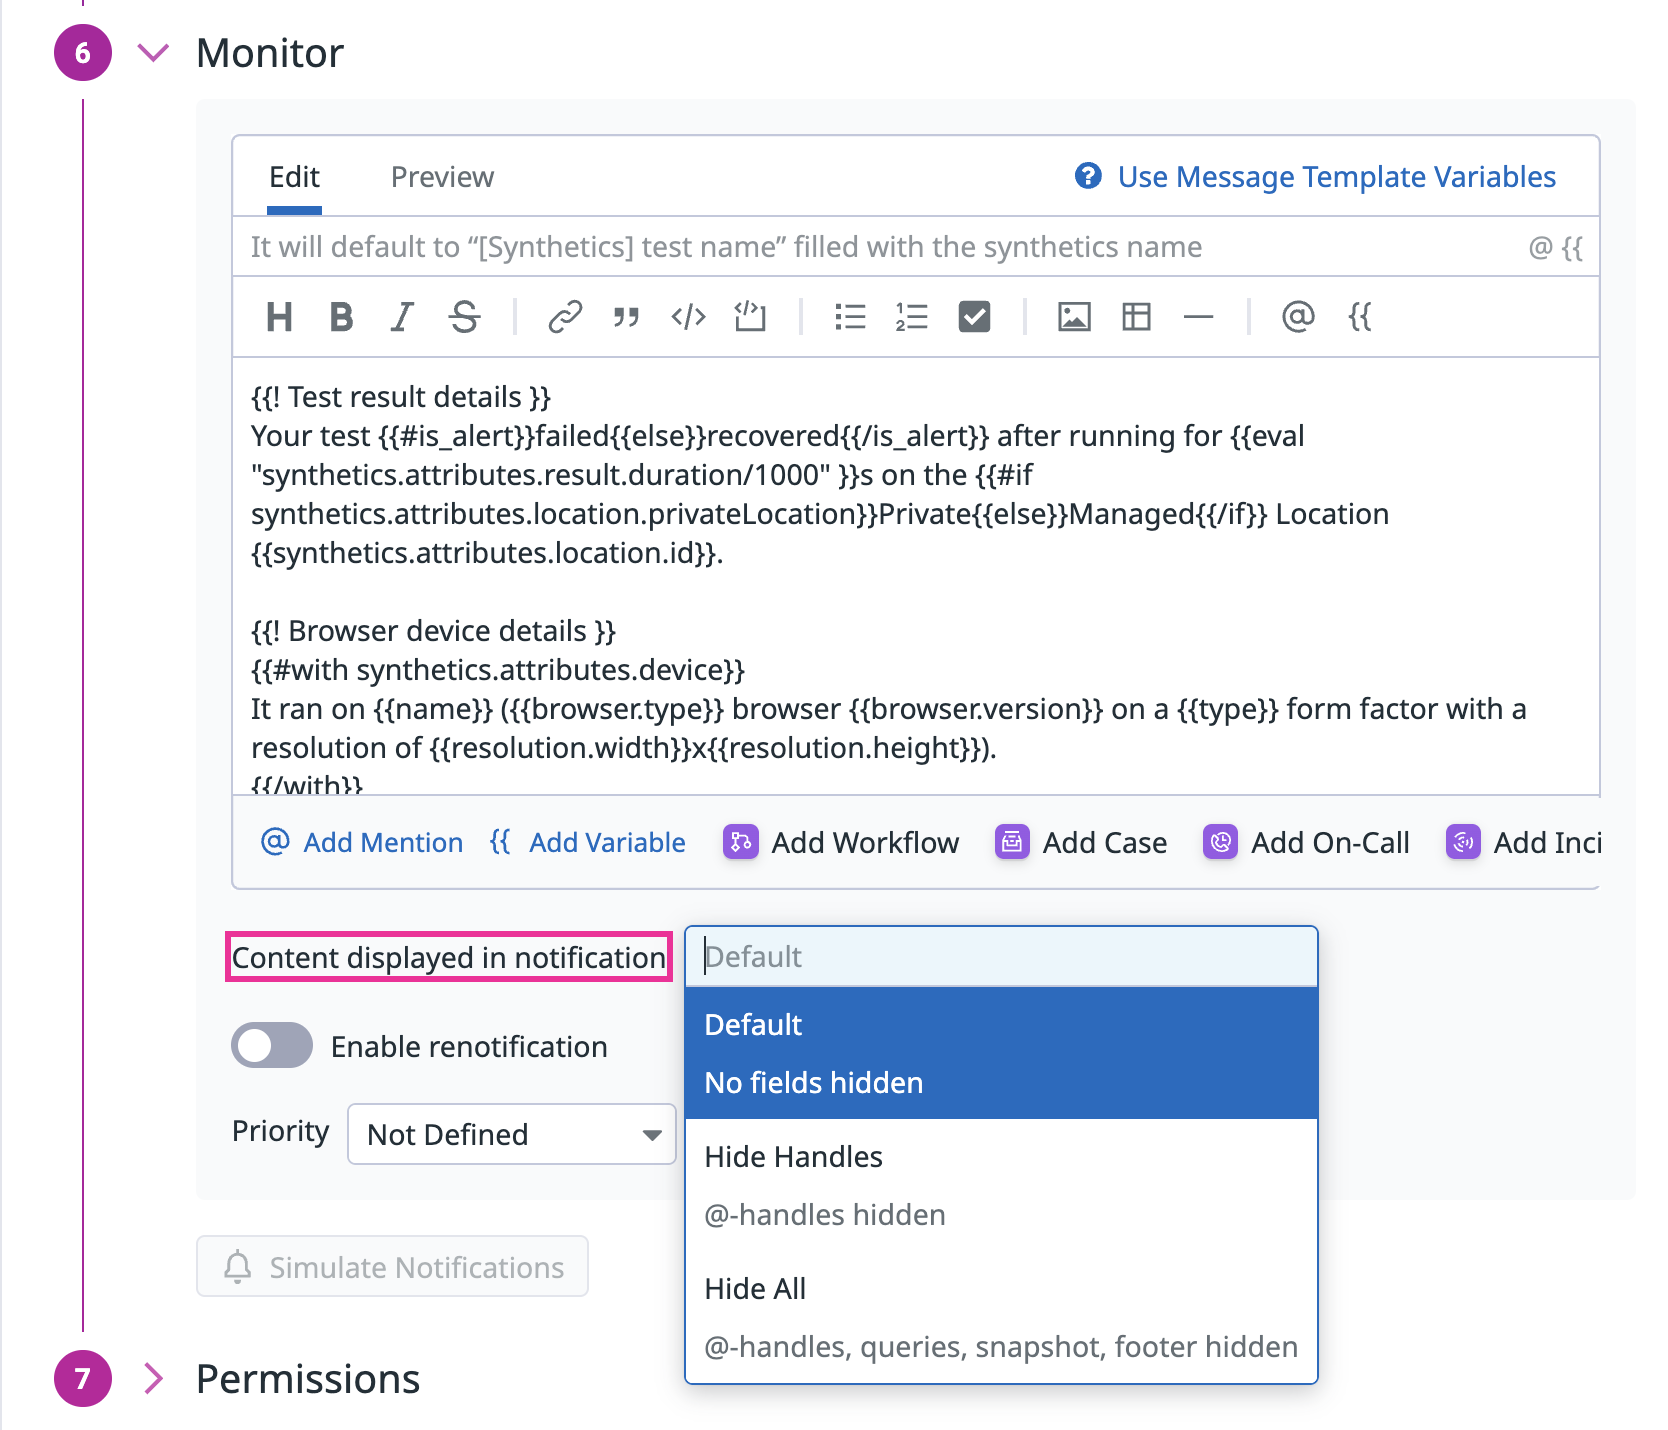 6 Monitor
Edit Preview Use Message Template Variables
It will default to “[Synthetics] test name” filled with the synthetics name @ {{
H B I S @ {{
{{! Test result details }}
Your test {{#is_alert}}failed{{else}}recovered{{/is_alert}} after running for {{eval
"synthetics.attributes.result.duration/1000" }}s on the {{#if
synthetics.attributes.location.privateLocation}}Private{{else}}Managed{{/if}} Location
{{synthetics.attributes.location.id}}.
{{! Browser device details }}
{{#with synthetics.attributes.device}}
It ran on {{name}} ({{browser.type}} browser {{browser.version}} on a {{type}} form factor with a
resolution of {{resolution.width}}x{{resolution.height}}).
{{/with}}
@ Add Mention {{ Add Variable Add Workflow Add Case Add On-Call Add Inci
Content displayed in notification Default
Default
No fields hidden
Enable renotification
Priority Not Defined
Hide Handles
@-handles hidden
Hide All
@-handles, queries, snapshot, footer hidden
Simulate Notifications
7 Permissions